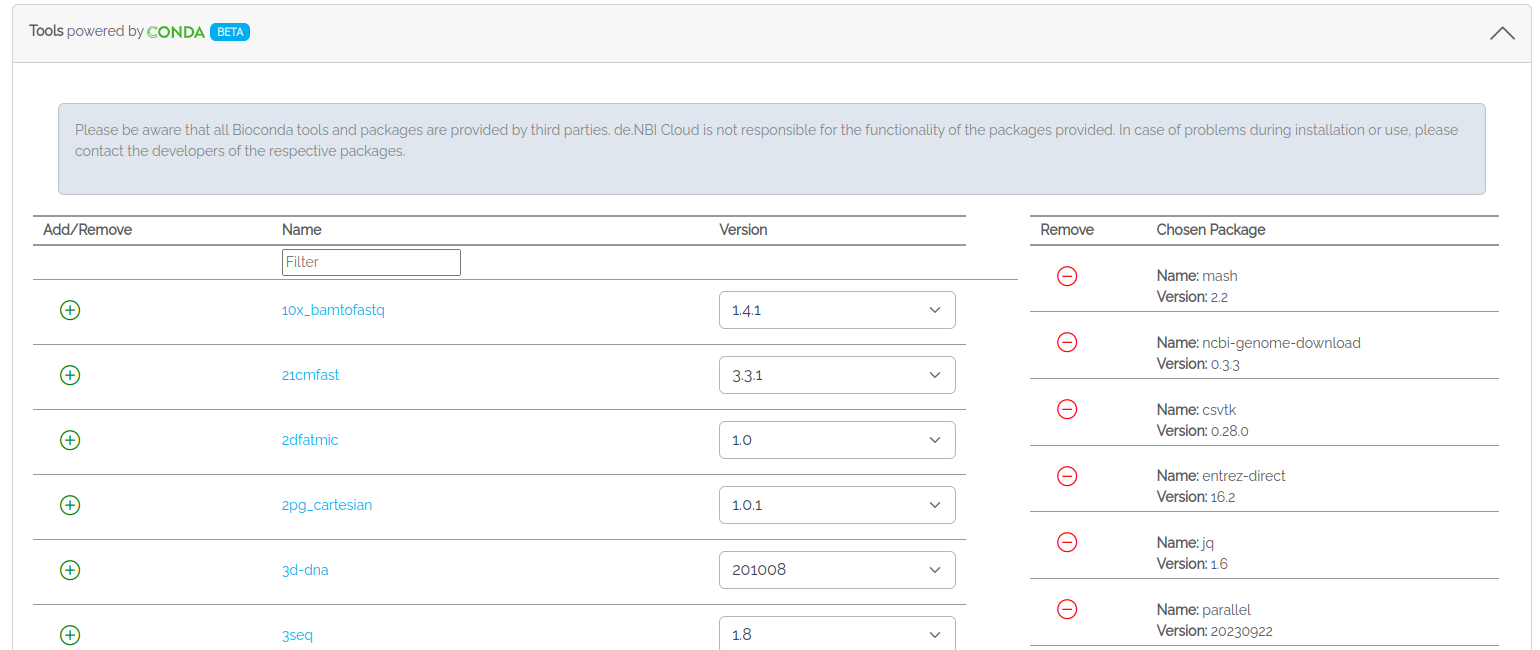 Tools powered by CONDA BETA
Please be aware that all Bioconda tools and packages are provided by third parties. de.NBI Cloud is not responsible for the functionality of the packages provided. In case of problems during installation or use, please
contact the developers of the respective packages.
Add/Remove Name Version
Filter
10x_bamtofastq 1.4.1
21cmfast 3.3.1
2dfatmic 1.0
2pg_cartesian 1.0.1
3d-dna 201008
3seq 1.8
Remove Chosen Package
Name: mash
Version: 2.2
Name: ncbi-genome-download
Version: 0.3.3
Name: csvtk
Version: 0.28.0
Name: entrez-direct
Version: 16.2
Name: jq
Version: 1.6
Name: parallel
Version: 20230922